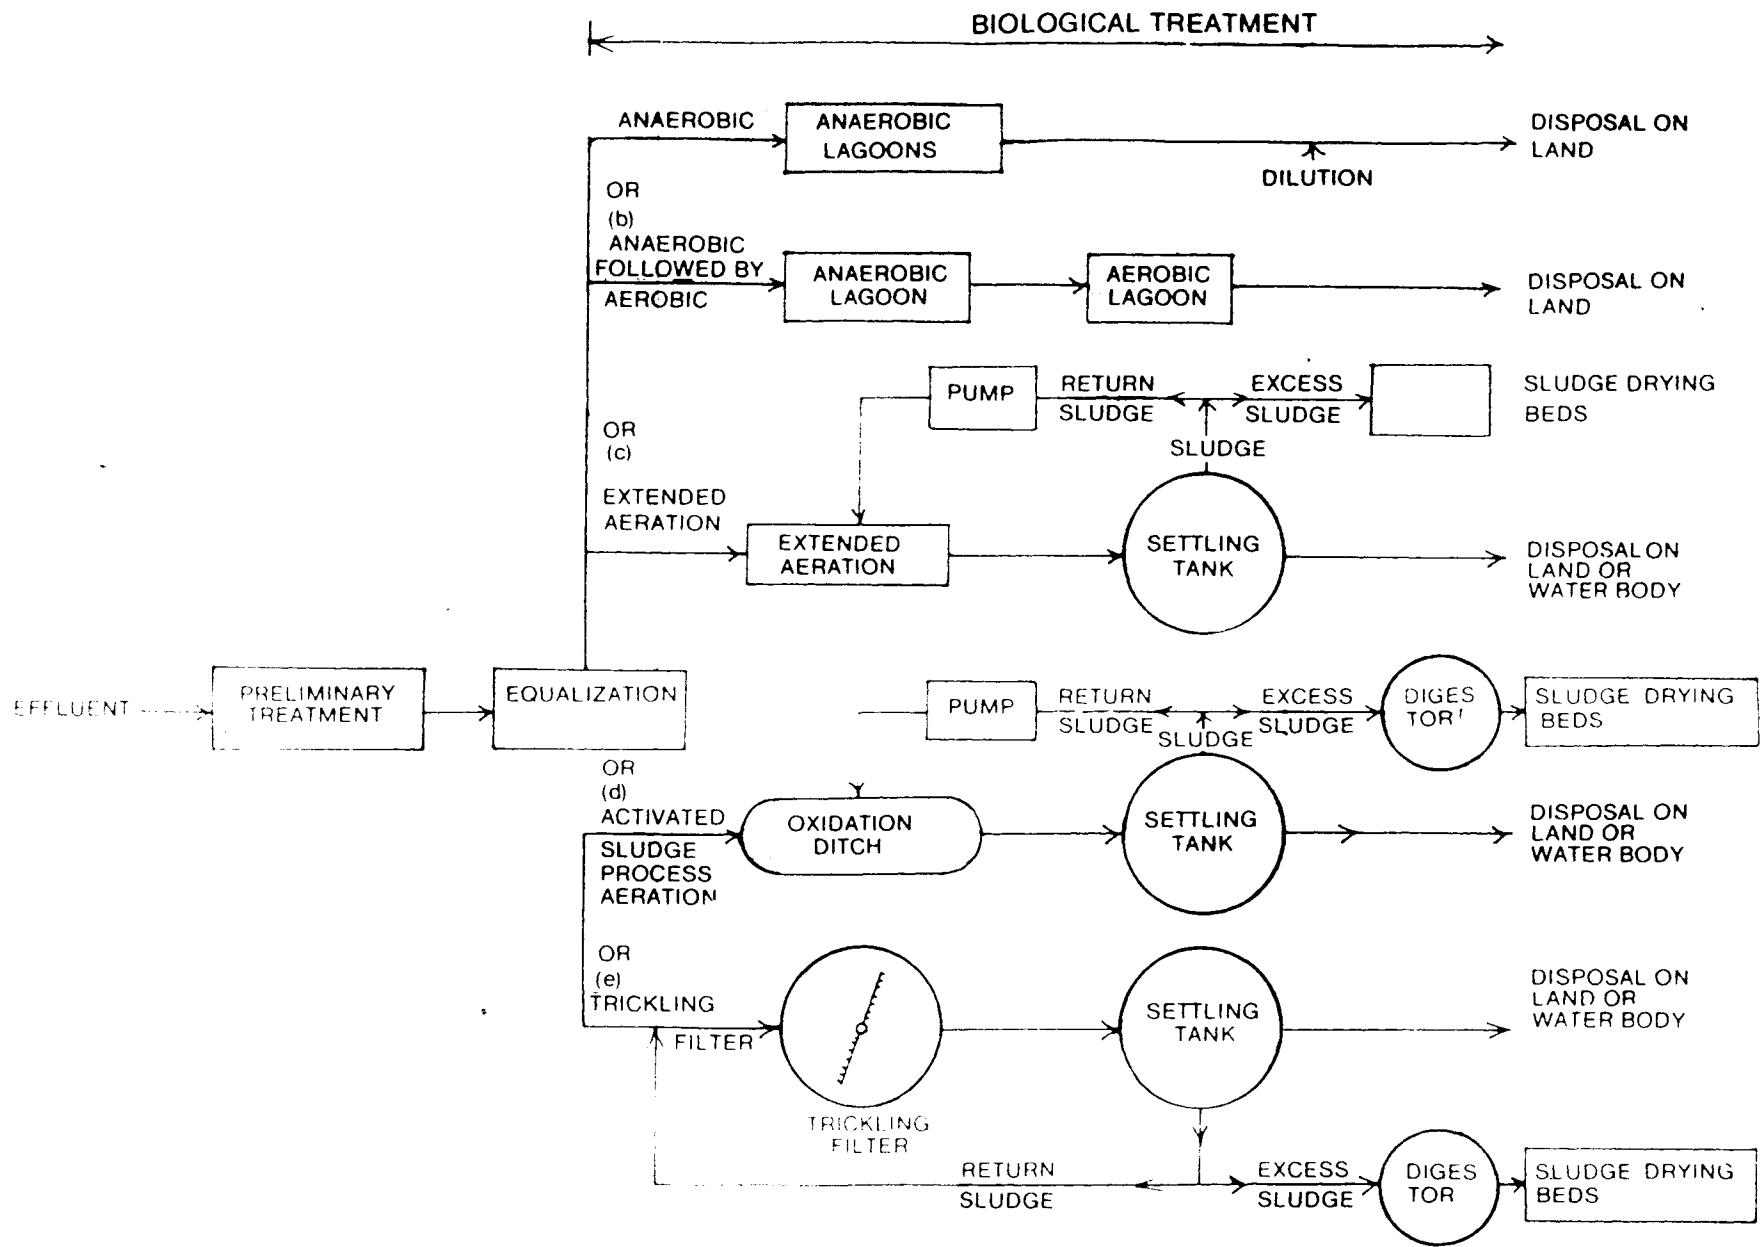 BIOLOGICAL TREATMENT
ANAEROBIC
ANAEROBIC
LAGOONS
DISPOSAL ON
LAND
DILUTION
OR
(b)
ANAEROBIC
FOLLOWED BY
AEROBIC
ANAEROBIC
LAGOON
AEROBIC
LAGOON
DISPOSAL ON
LAND
PUMP
RETURN
SLUDGE
EXCESS
SLUDGE
SLUDGE DRYING
BEDS
SLUDGE
OR
(c)
EXTENDED
AERATION
EXTENDED
AERATION
SETTLING
TANK
DISPOSAL ON
LAND OR
WATER BODY
EFFLUENT
PRELIMINARY
TREATMENT
EQUALIZATION
PUMP
RETURN
SLUDGE
SLUDGE
EXCESS
SLUDGE
DIGES
TOR
SLUDGE DRYING
BEDS
OR
(d)
ACTIVATED
SLUDGE
PROCESS
AERATION
OXIDATION
DITCH
SETTLING
TANK
DISPOSAL ON
LAND OR
WATER BODY
OR
(e)
TRICKLING
FILTER
TRICKLING
FILTER
SETTLING
TANK
DISPOSAL ON
LAND OR
WATER BODY
RETURN
SLUDGE
EXCESS
SLUDGE
DIGES
TOR
SLUDGE DRYING
BEDS